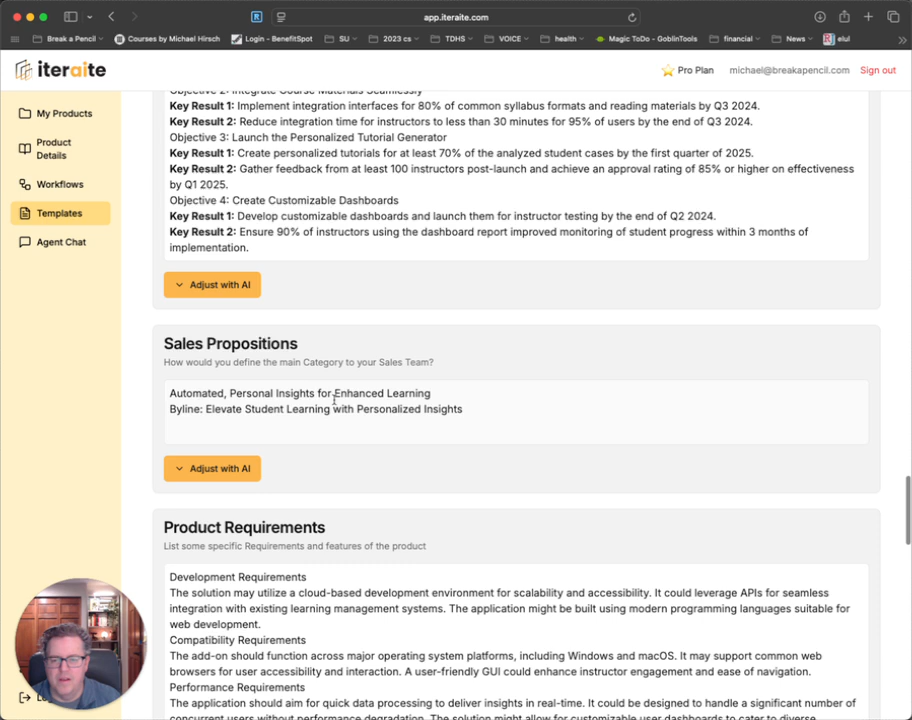 app.iteraite.com
Break a Pencil
Courses by Michael Hirsch
Login - BenefitSpot
SU
2023 cs
TDHS
VOICE
health
Magic ToDo - GoblinTools
financial
News
elul
iteraite
Pro Plan
michael@breakapencil.com
Sign out
My Products
Product
Details
Workflows
Templates
Agent Chat
Objective 2: Integrate Course Materials Seamlessly
Key Result 1: Implement integration interfaces for 80% of common syllabus formats and reading materials by Q3 2024.
Key Result 2: Reduce integration time for instructors to less than 30 minutes for 95% of users by the end of Q3 2024.
Objective 3: Launch the Personalized Tutorial Generator
Key Result 1: Create personalized tutorials for at least 70% of the analyzed student cases by the first quarter of 2025.
Key Result 2: Gather feedback from at least 100 instructors post-launch and achieve an approval rating of 85% or higher on effectiveness
by Q1 2025.
Objective 4: Create Customizable Dashboards
Key Result 1: Develop customizable dashboards and launch them for instructor testing by the end of Q2 2024.
Key Result 2: Ensure 90% of instructors using the dashboard report improved monitoring of student progress within 3 months of
implementation.
Adjust with AI
Sales Propositions
How would you define the main Category to your Sales Team?
Automated, Personal Insights for Enhanced Learning
Byline: Elevate Student Learning with Personalized Insights
Adjust with AI
Product Requirements
List some specific Requirements and features of the product
Development Requirements
The solution may utilize a cloud-based development environment for scalability and accessibility. It could leverage APIs for seamless
integration with existing learning management systems. The application might be built using modern programming languages suitable for
web development.
Compatibility Requirements
The add-on should function across major operating system platforms, including Windows and macOS. It may support common web
browsers for user accessibility and interaction. A user-friendly GUI could enhance instructor engagement and ease of navigation.
Performance Requirements
The application should aim for quick data processing to deliver insights in real-time. It could be designed to handle a significant number of
concurrent users without performance degradation. The solution might allow for customizable user dashboards to cater to diverse